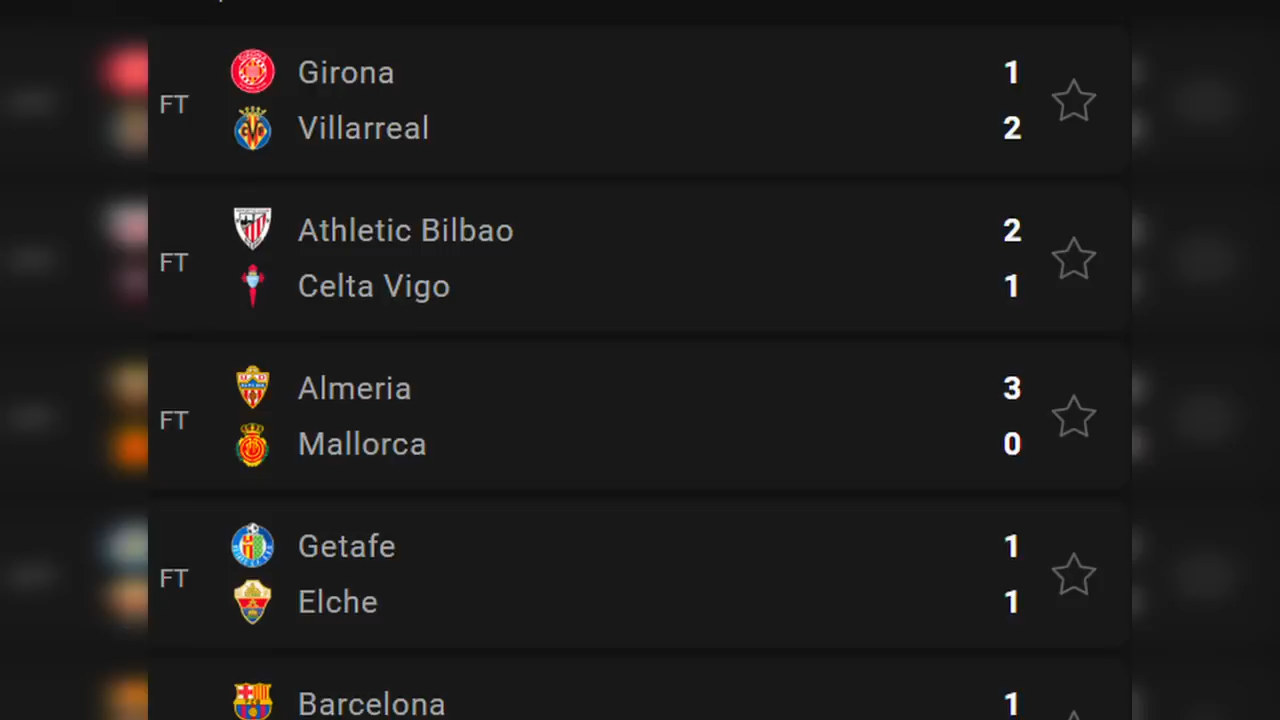 Girona 1
FT
Villarreal 2
Athletic Bilbao 2
FT
Celta Vigo 1
Almeria 3
FT
Mallorca 0
Getafe 1
FT
Elche 1
Barcelona 1